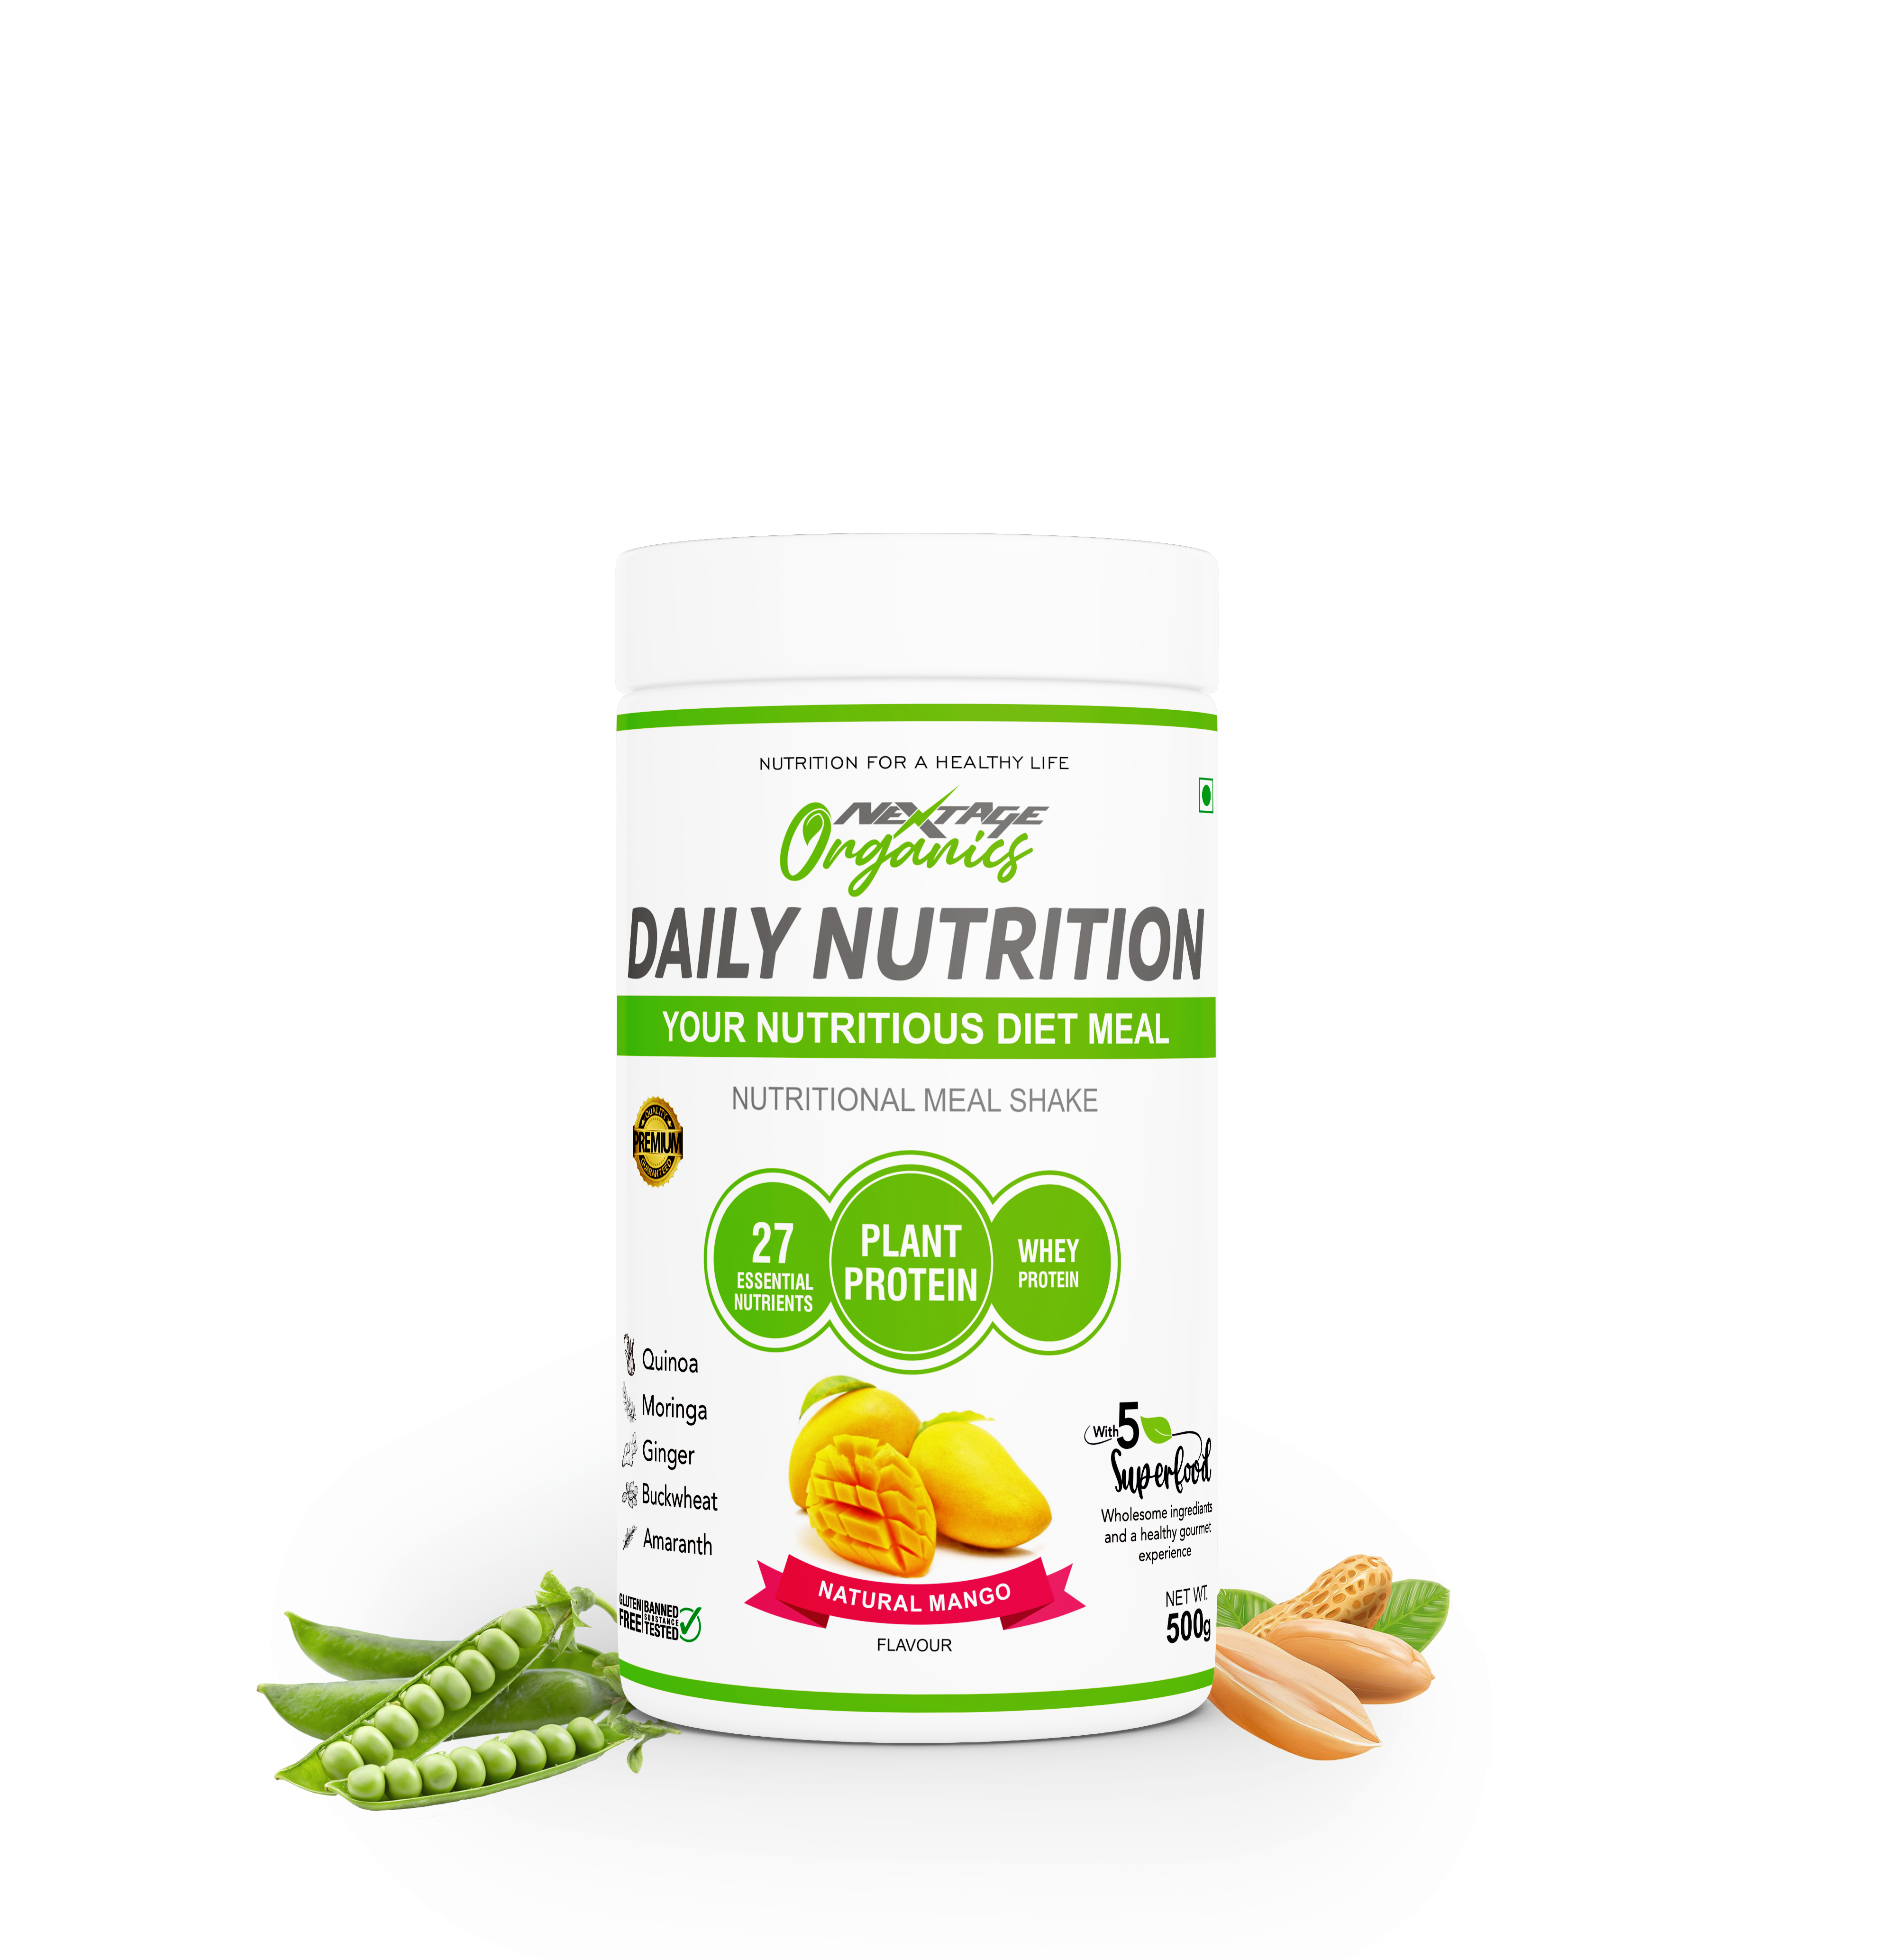 NUTRITION FOR A HEALTHY LIFE
NEXTAGE
Organics
DAILY NUTRITION
YOUR NUTRITIOUS DIET MEAL
NUTRITIONAL MEAL SHAKE
QUALITY
PREMIUM
GUARANTEED
27
ESSENTIAL
NUTRIENTS
PLANT
PROTEIN
WHEY
PROTEIN
Quinoa
Moringa
Ginger
Buckwheat
Amaranth
With 5
Superfood
Wholesome ingrediants
and a healthy gourmet
experience
GLUTEN
FREE
BANNED
SUBSTANCE
TESTED
NATURAL MANGO
FLAVOUR
NET WT.
500g